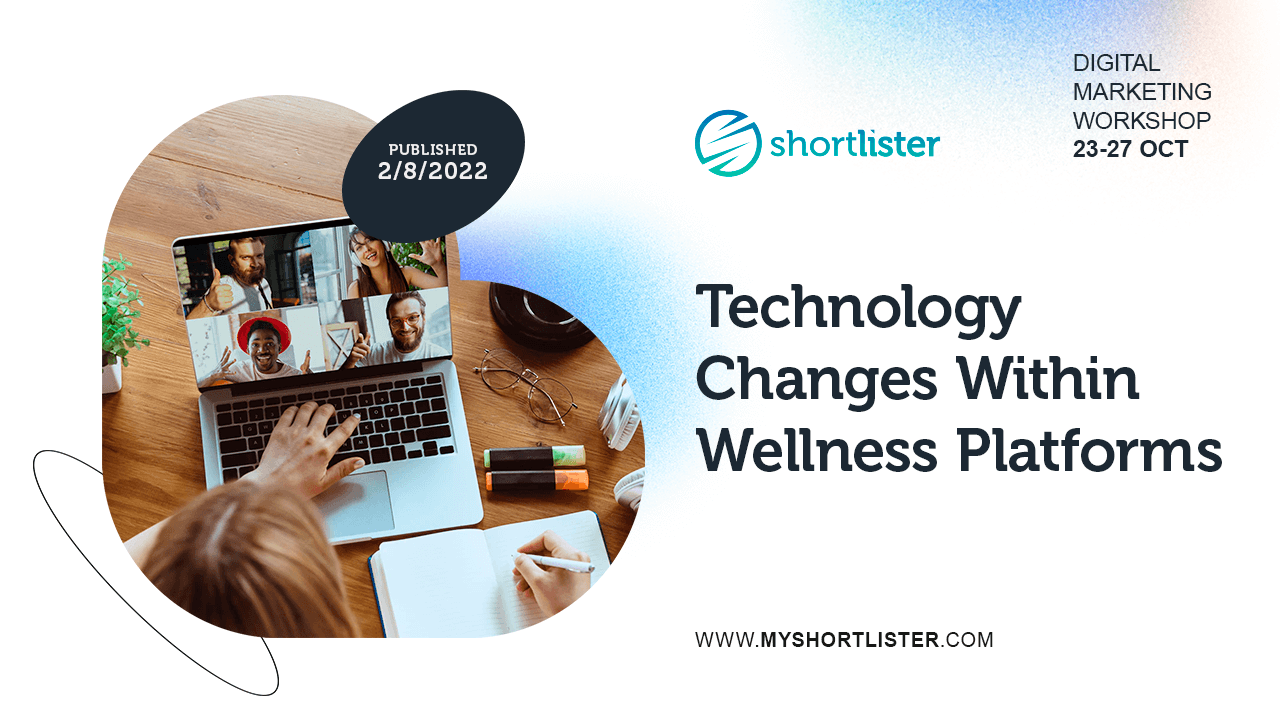 PUBLISHED
2/8/2022
shortlister
DIGITAL
MARKETING
WORKSHOP
23-27 OCT
Technology
Changes Within
Wellness Platforms
WWW.MYSHORTLISTER.COM